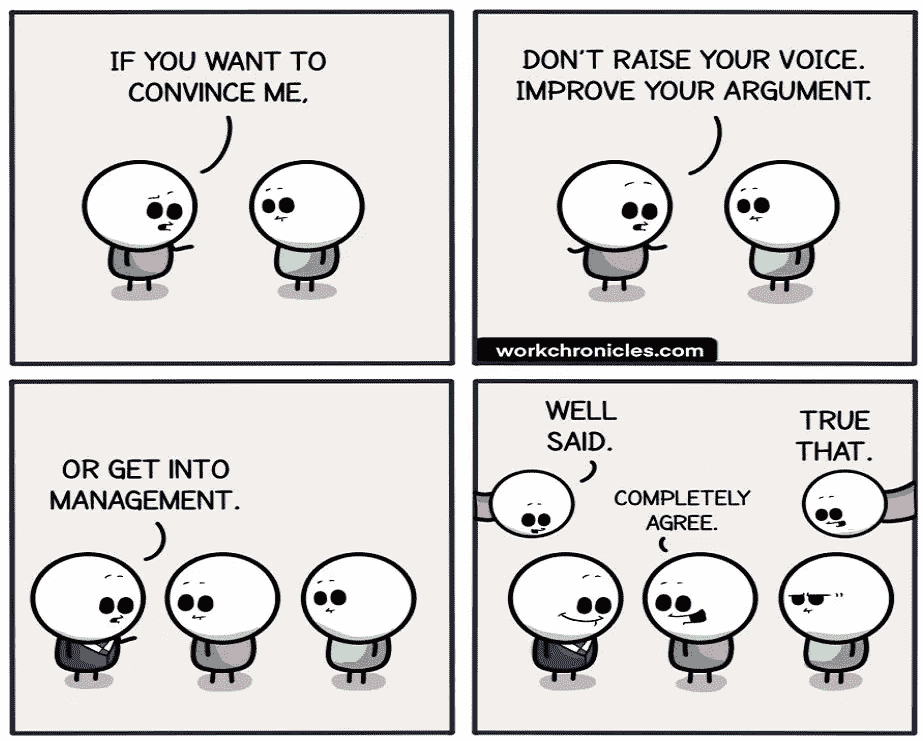 IF YOU WANT TO
CONVINCE ME,
DON'T RAISE YOUR VOICE.
IMPROVE YOUR ARGUMENT.
workchronicles.com
OR GET INTO
MANAGEMENT.
WELL
SAID.
COMPLETELY
AGREE.
TRUE
THAT.